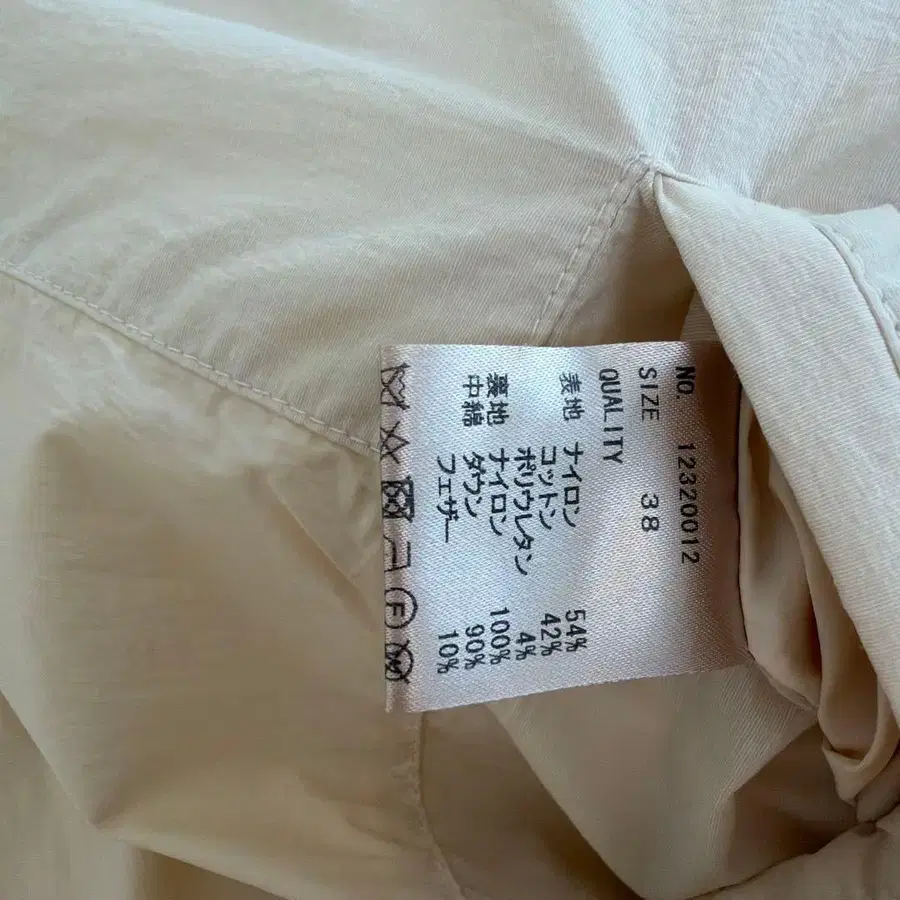 NO. 12320012
SIZE 38
QUALITY
表地 ナイロン 54%
コットン 42%
ポリウレタン 4%
裏地 ナイロン 100%
中綿 ダウン 90%
フェザー 10%
F
W